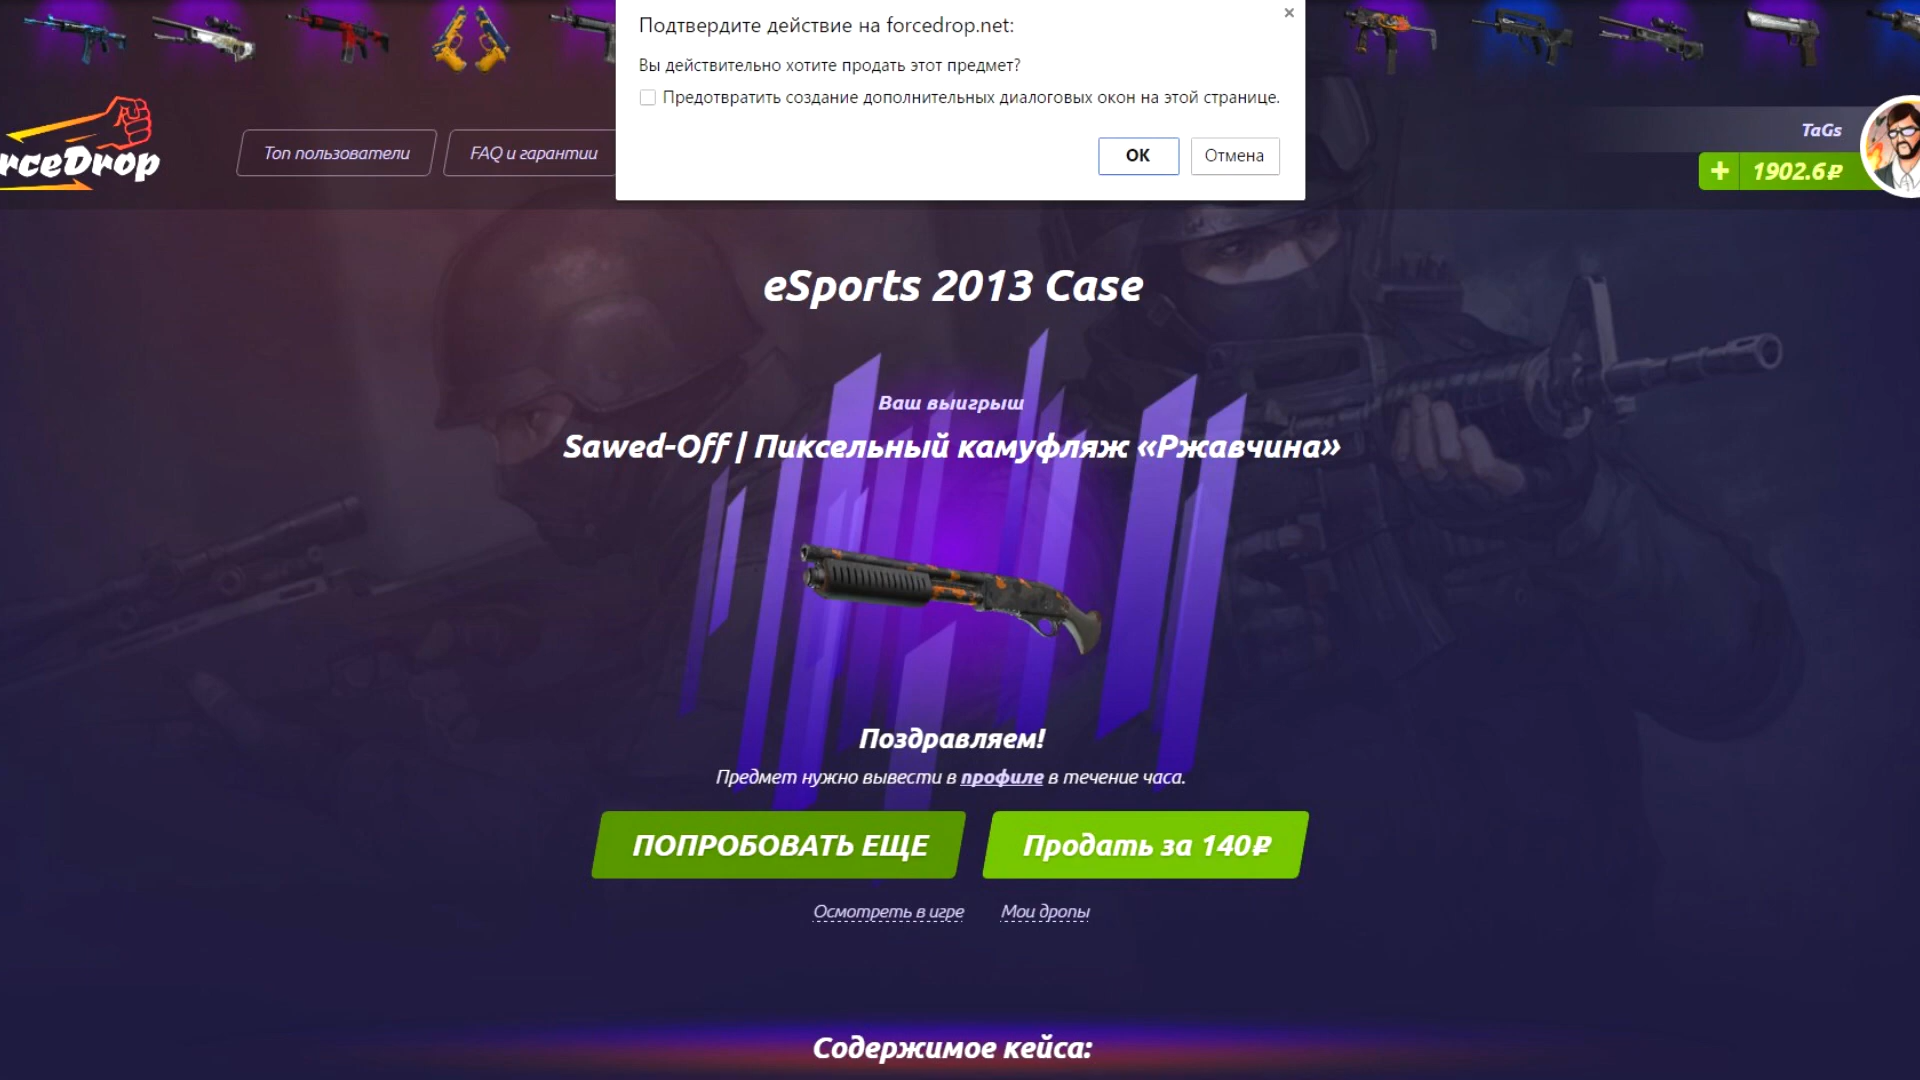 Подтвердите действие на forcedrop.net:
×
Вы действительно хотите продать этот предмет?
Предотвратить создание дополнительных диалоговых окон на этой странице.
ОК
Отмена
rceDrop
Топ пользователи
FAQ и гарантии
TaGs
+
1902.6₽
eSports 2013 Case
Ваш выигрыш
Sawed-Off | Пиксельный камуфляж «Ржавчина»
Поздравляем!
Предмет нужно вывести в профиле в течение часа.
ПОПРОБОВАТЬ ЕЩЕ
Продать за 140₽
Осмотреть в игре
Мои дропы
Содержимое кейса: